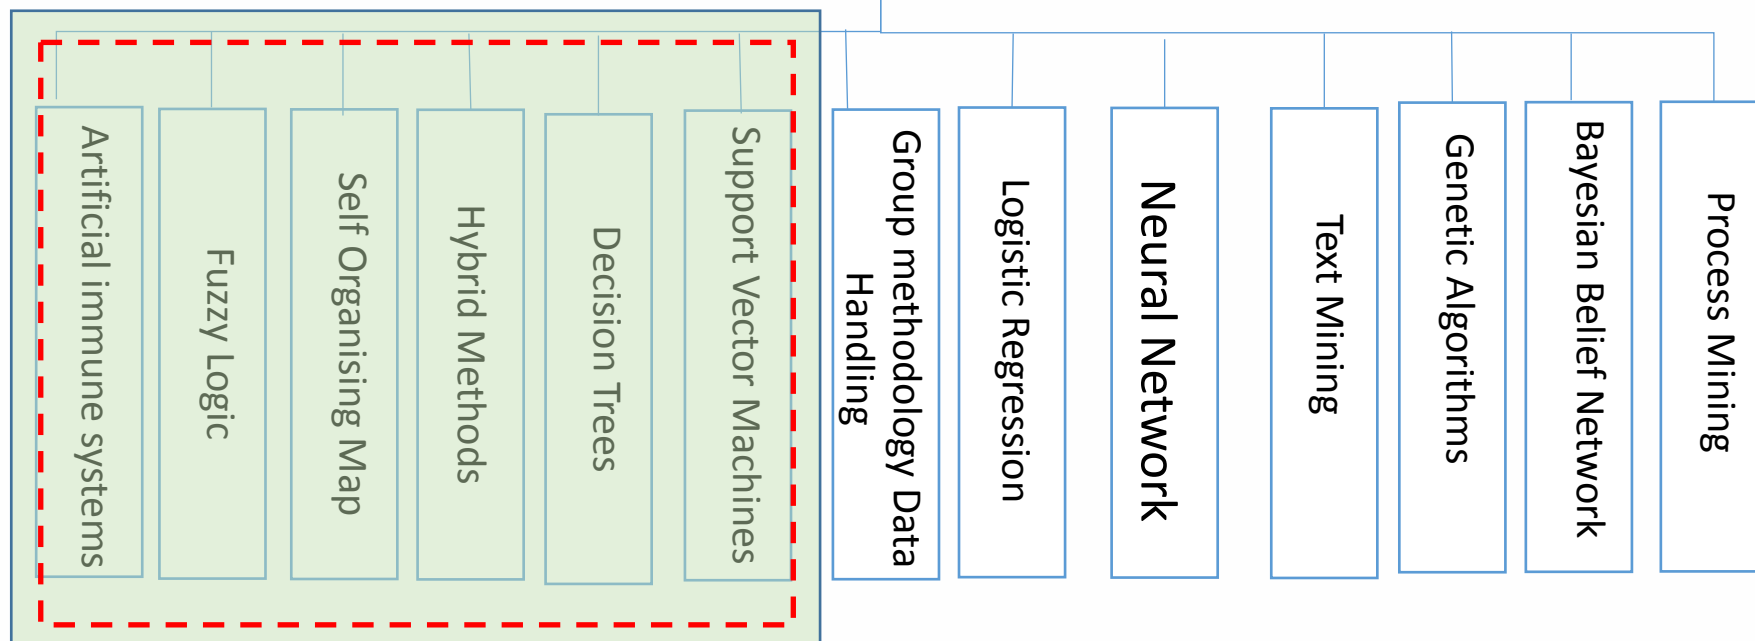 Artificial immune systems
Fuzzy Logic
Self Organising Map
Hybrid Methods
Decision Trees
Support Vector Machines
Group methodology Data
Handling
Logistic Regression
Neural Network
Text Mining
Genetic Algorithms
Bayesian Belief Network
Process Mining